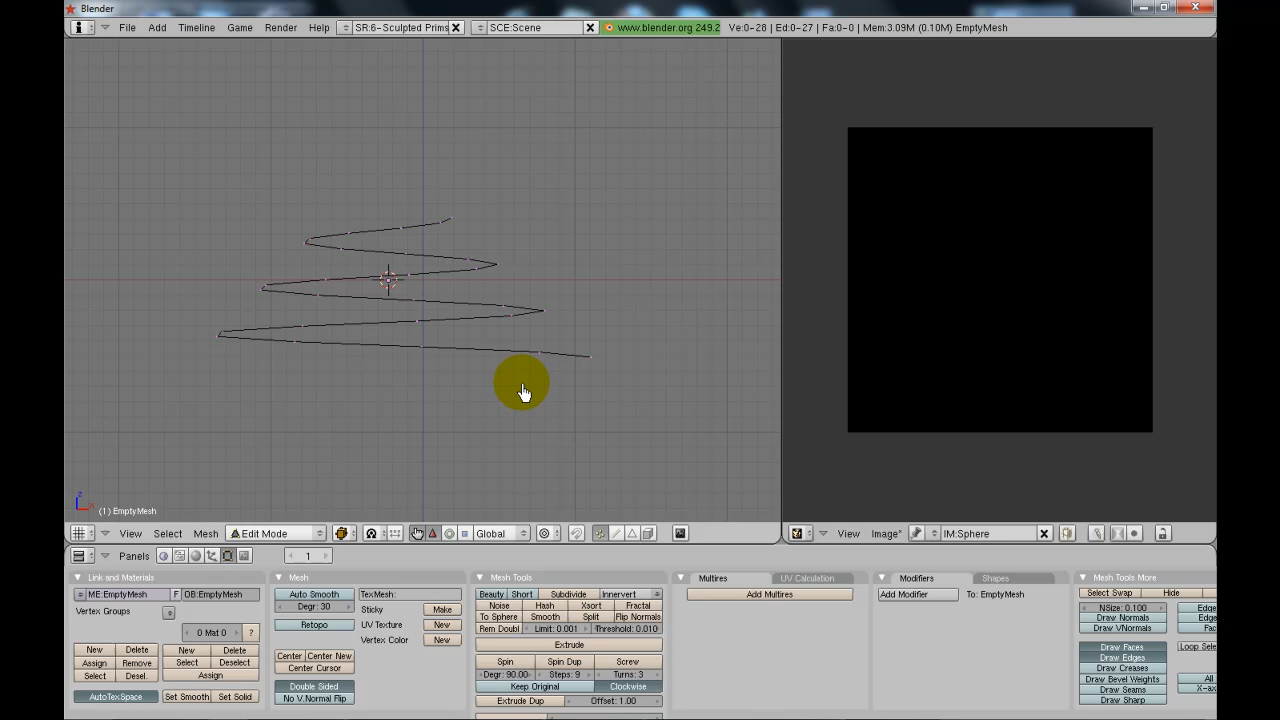 Blender
File Add Timeline Game Render Help SR:6-Sculpted Prims SCE:Scene www.blender.org 249.2 Ve:0-28 | Ed:0-27 | Fa:0-0 | Mem:3.09M (0.10M) EmptyMesh
z
(1) EmptyMesh
View Select Mesh Edit Mode Global View Image* IM:Sphere
Panels 1
Link and Materials Mesh Mesh Tools Multires UV Calculation Modifiers Shapes Mesh Tools More
ME:EmptyMesh F OB:EmptyMesh Auto Smooth TexMesh: Beauty Short Subdivide Innervert Add Multires Add Modifier To: EmptyMesh Select Swap Hide
Vertex Groups Degr: 30 Sticky Make Noise Hash Xsort Fractal NSize: 0.100 Edge
0 Mat 0 ? Retopo UV Texture New To Sphere Smooth Split Flip Normals Draw Normals Edge
Vertex Color New Rem Doubl Limit: 0.001 Threshold: 0.010 Draw VNormals Fac
New Delete New Delete Center Center New Extrude Draw Faces Loop Sele
Assign Remove Select Deselect Center Cursor Spin Spin Dup Screw Draw Edges
Select Desel. Assign Degr: 90.00 Steps: 9 Turns: 3 Draw Creases
Double Sided Keep Original Clockwise Draw Bevel Weights All
AutoTexSpace Set Smooth Set Solid No V.Normal Flip Extrude Dup Offset: 1.00 Draw Seams X-ax
Draw Sharp